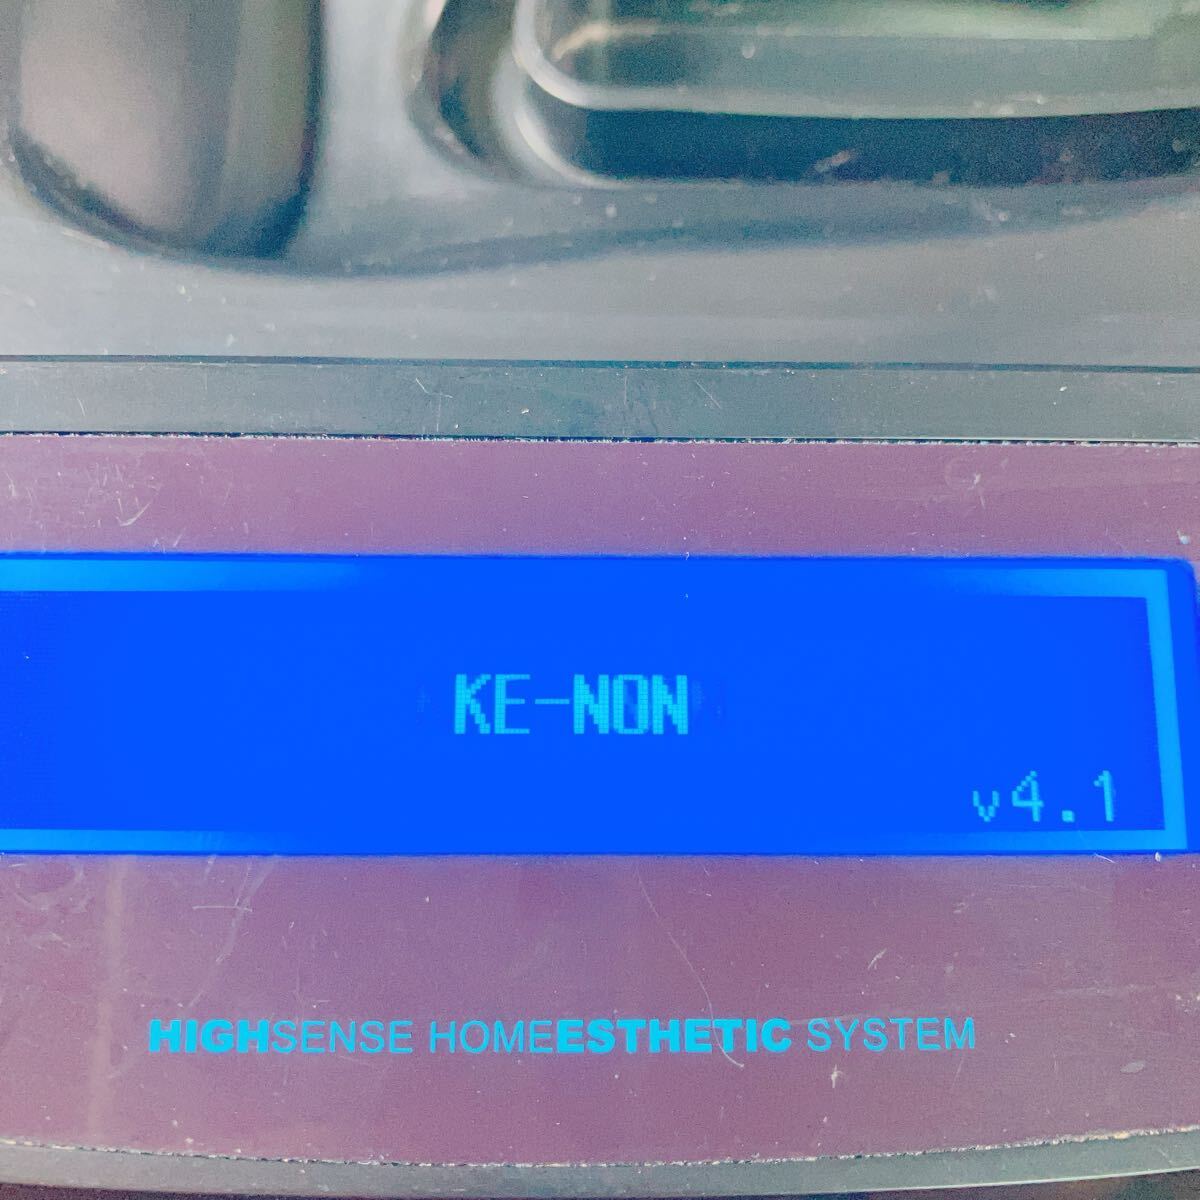 KE-NON
v4.1
HIGHSENSE HOMEESTHETIC SYSTEM